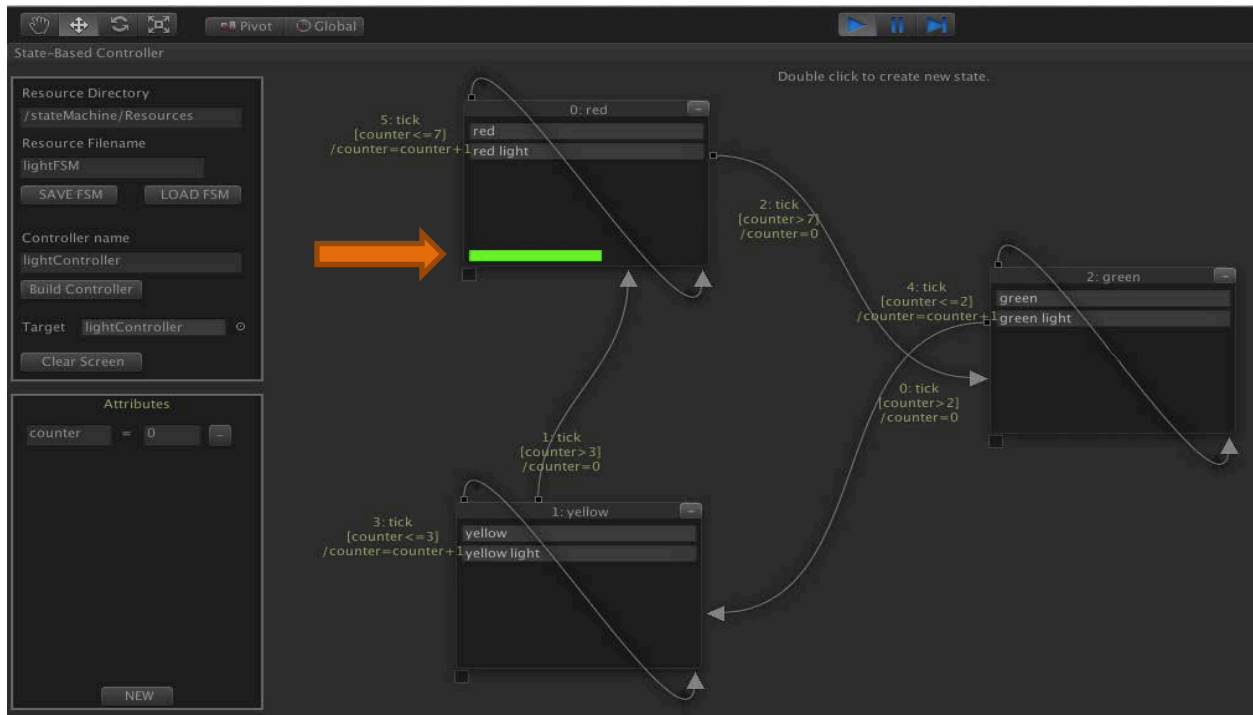 Pivot
Global
State-Based Controller
Double click to create new state.
Resource Directory
/stateMachine/Resources
Resource Filename
lightFSM
SAVE FSM
LOAD FSM
Controller name
lightController
Build Controller
Target lightController
Clear Screen
Attributes
counter = 0 -
NEW
5: tick
[counter<=7]
/counter=counter+1
0: red
-
red
red light
2: tick
[counter>7]
/counter=0
4: tick
[counter<=2]
/counter=counter+1
2: green
-
green
green light
0: tick
[counter>2]
/counter=0
1: tick
[counter>3]
/counter=0
3: tick
[counter<=3]
/counter=counter+1
1: yellow
-
yellow
yellow light